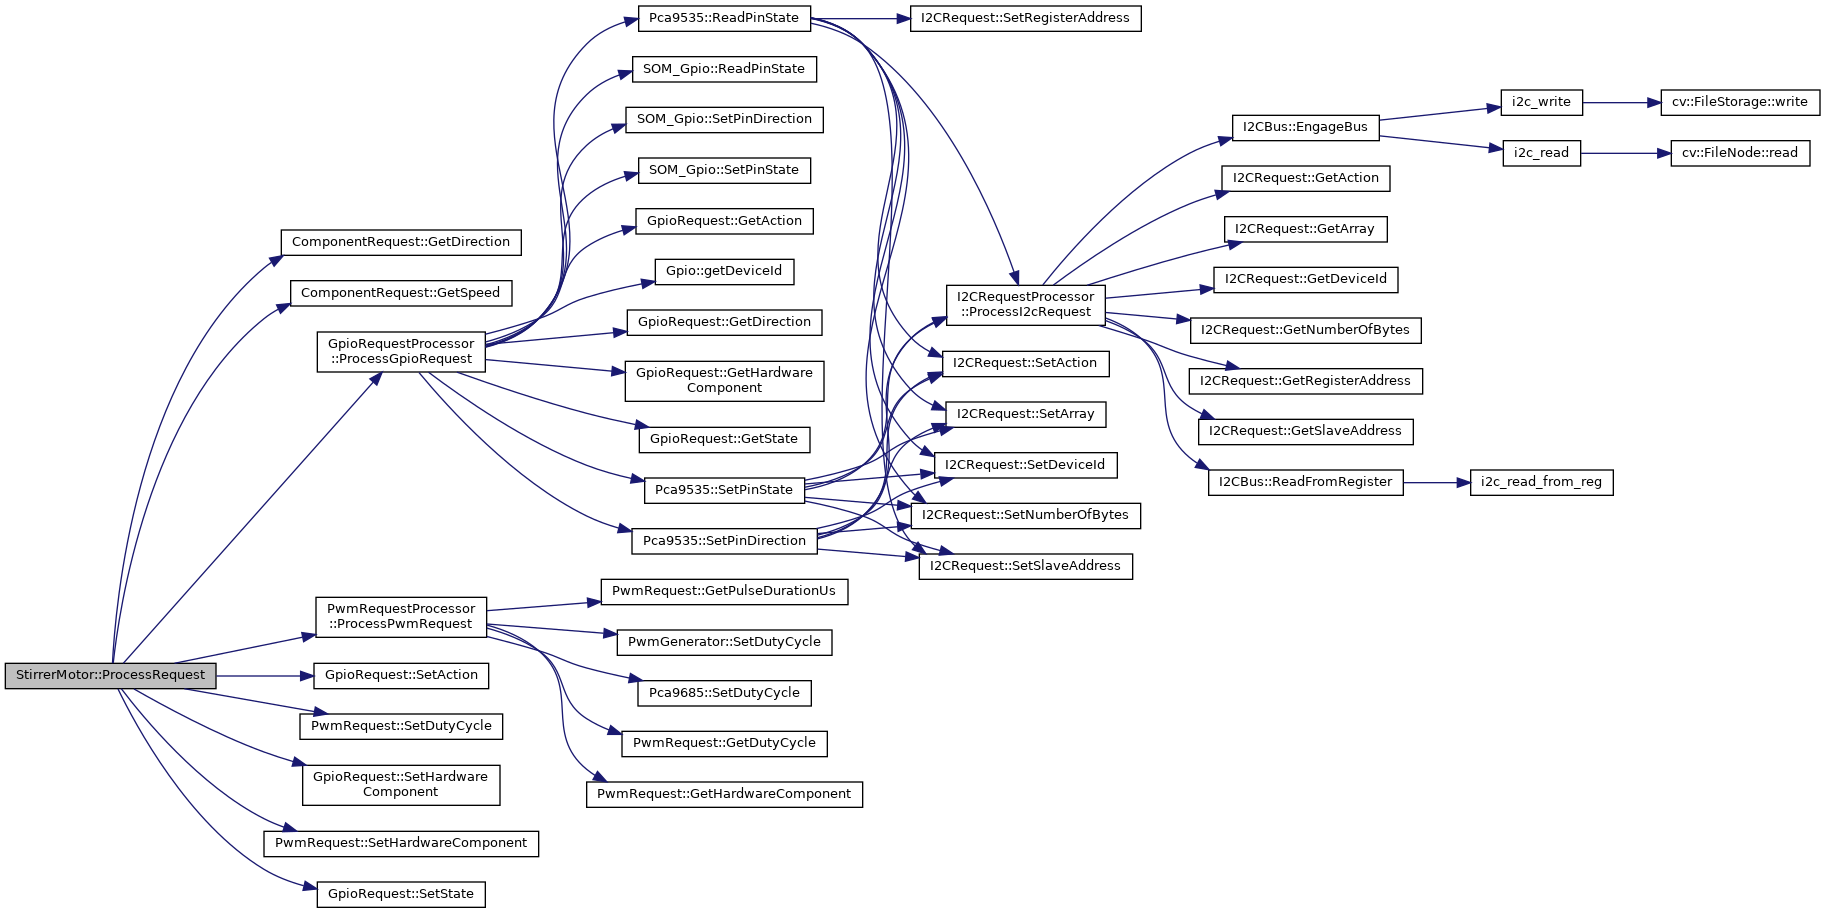 StirrerMotor::ProcessRequest
ComponentRequest::GetDirection
ComponentRequest::GetSpeed
GpioRequestProcessor
::ProcessGpioRequest
PwmRequestProcessor
::ProcessPwmRequest
GpioRequest::SetAction
PwmRequest::SetDutyCycle
GpioRequest::SetHardware
Component
PwmRequest::SetHardwareComponent
GpioRequest::SetState
Pca9535::ReadPinState
SOM_Gpio::ReadPinState
SOM_Gpio::SetPinDirection
SOM_Gpio::SetPinState
GpioRequest::GetAction
Gpio::getDeviceId
GpioRequest::GetDirection
GpioRequest::GetHardware
Component
GpioRequest::GetState
Pca9535::SetPinState
Pca9535::SetPinDirection
PwmRequest::GetPulseDurationUs
PwmGenerator::SetDutyCycle
Pca9685::SetDutyCycle
PwmRequest::GetDutyCycle
PwmRequest::GetHardwareComponent
I2CRequest::SetRegisterAddress
I2CRequestProcessor
::ProcessI2cRequest
I2CRequest::SetAction
I2CRequest::SetArray
I2CRequest::SetDeviceId
I2CRequest::SetNumberOfBytes
I2CRequest::SetSlaveAddress
I2CBus::EngageBus
I2CRequest::GetAction
I2CRequest::GetArray
I2CRequest::GetDeviceId
I2CRequest::GetNumberOfBytes
I2CRequest::GetRegisterAddress
I2CRequest::GetSlaveAddress
I2CBus::ReadFromRegister
i2c_write
i2c_read
i2c_read_from_reg
cv::FileStorage::write
cv::FileNode::read